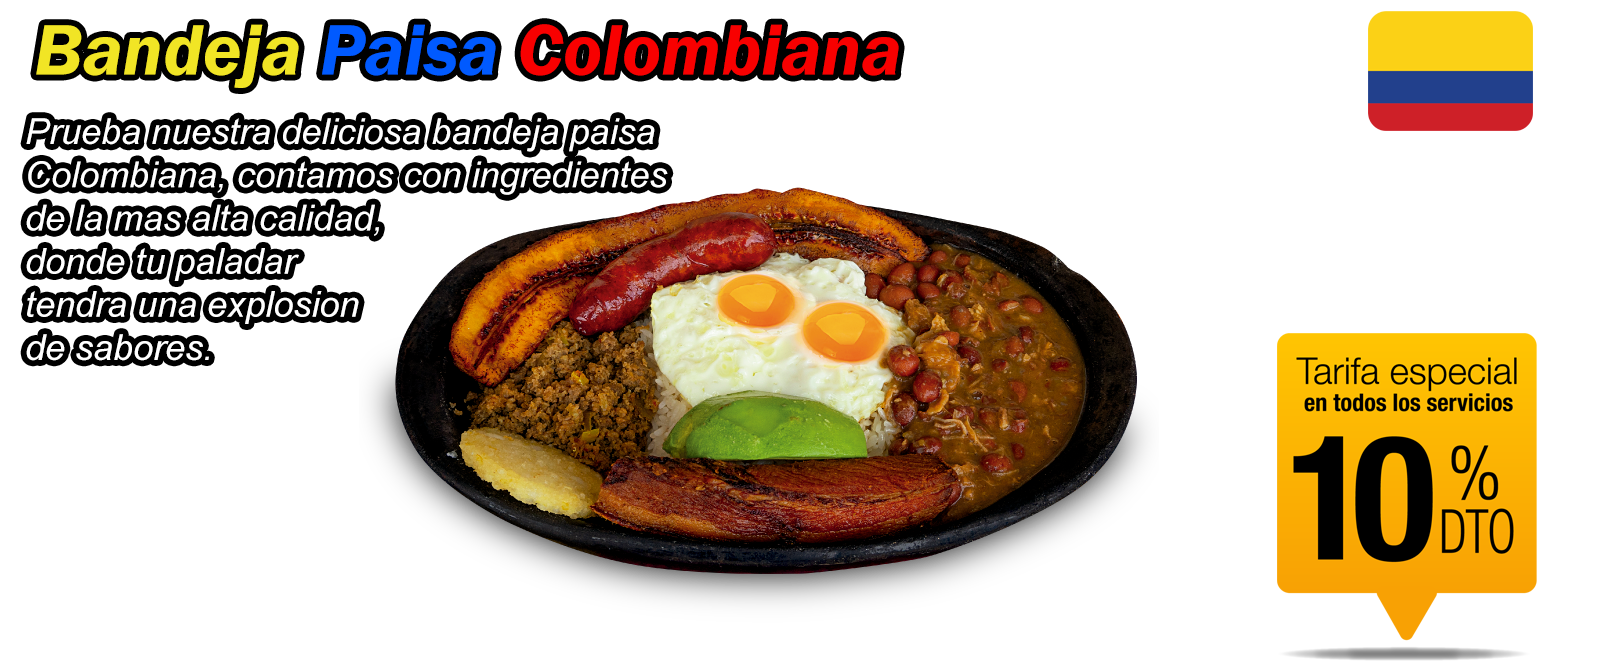 Bandeja Paisa Colombiana
Prueba nuestra deliciosa bandeja paisa
Colombiana, contamos con ingredientes
de la mas alta calidad,
donde tu paladar
tendra una explosion
de sabores.
Tarifa especial
en todos los servicios
10%
DTO